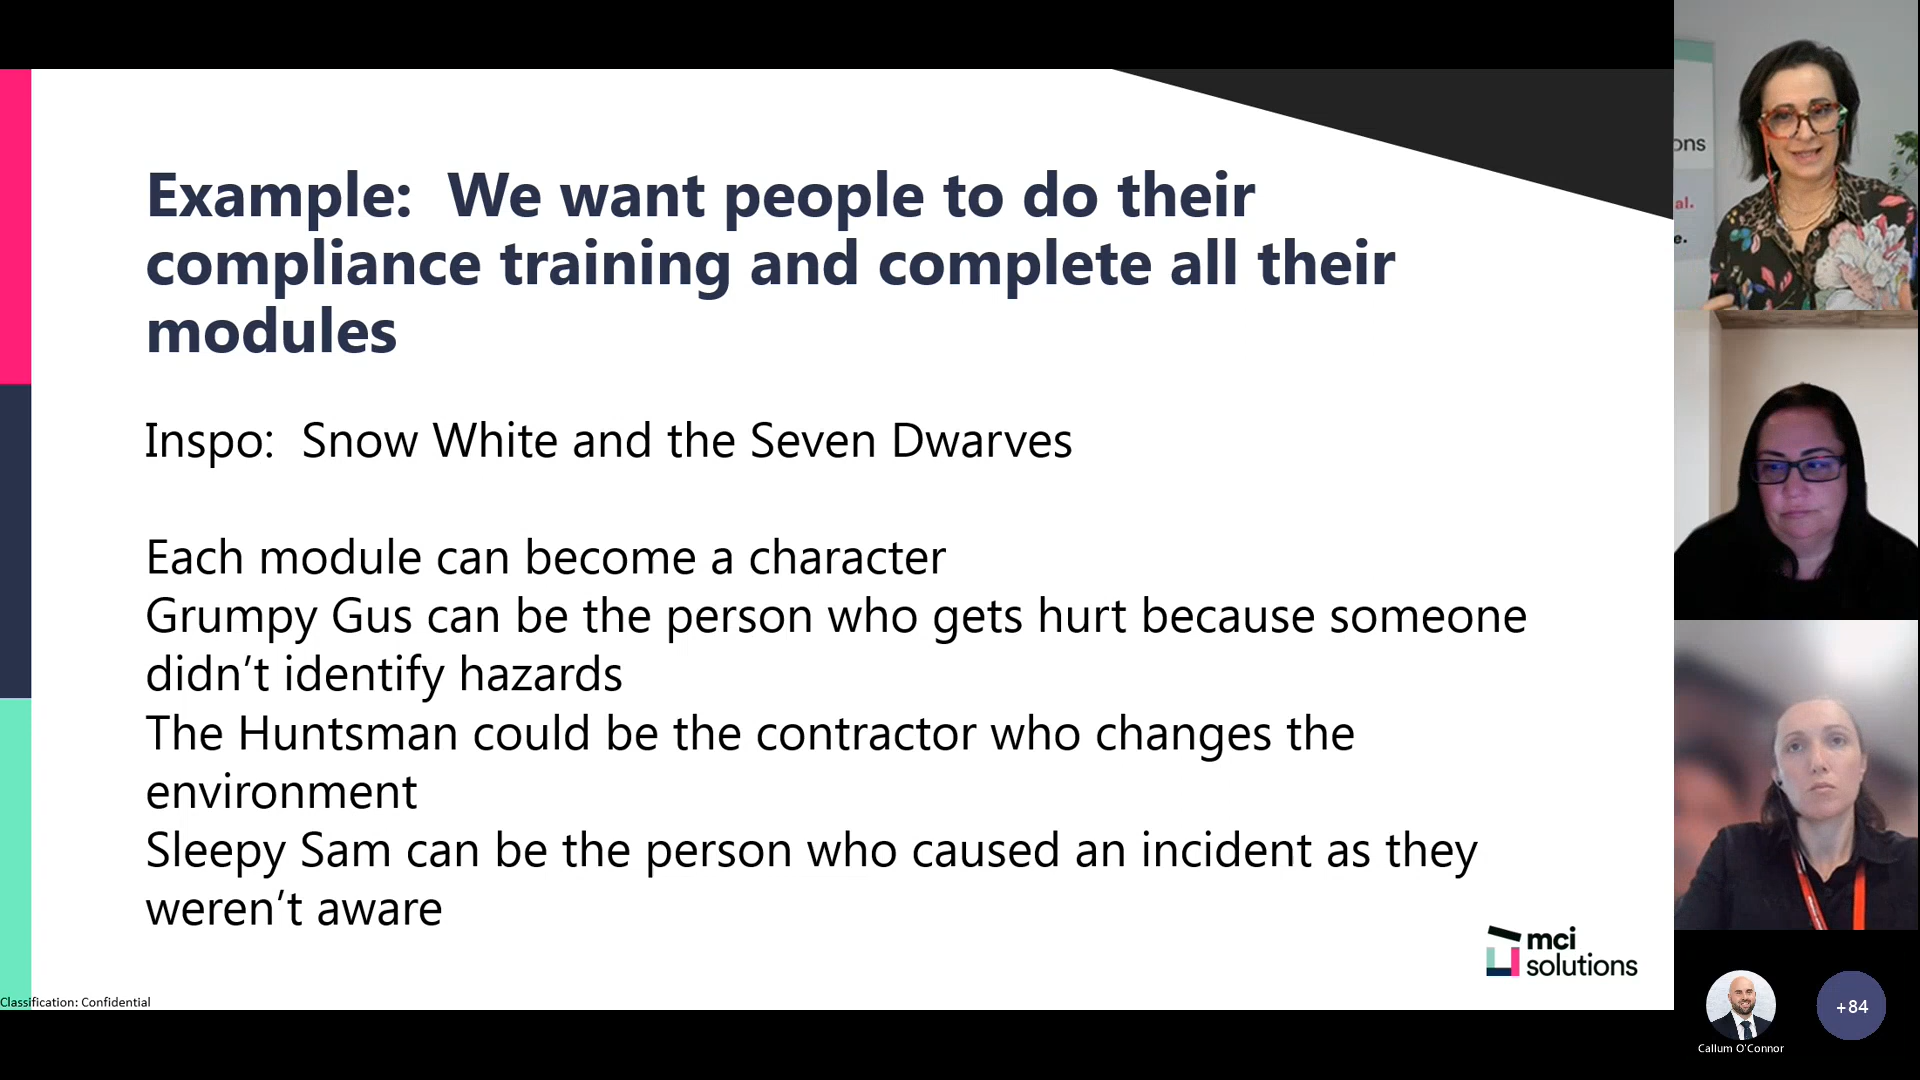 Example:  We want people to do their
compliance training and complete all their
modules
Inspo:  Snow White and the Seven Dwarves
Each module can become a character
Grumpy Gus can be the person who gets hurt because someone
didn’t identify hazards
The Huntsman could be the contractor who changes the
environment
Sleepy Sam can be the person who caused an incident as they
weren’t aware
mci
solutions
Classification: Confidential
ons
al.
e.
+84
Callum O'Connor